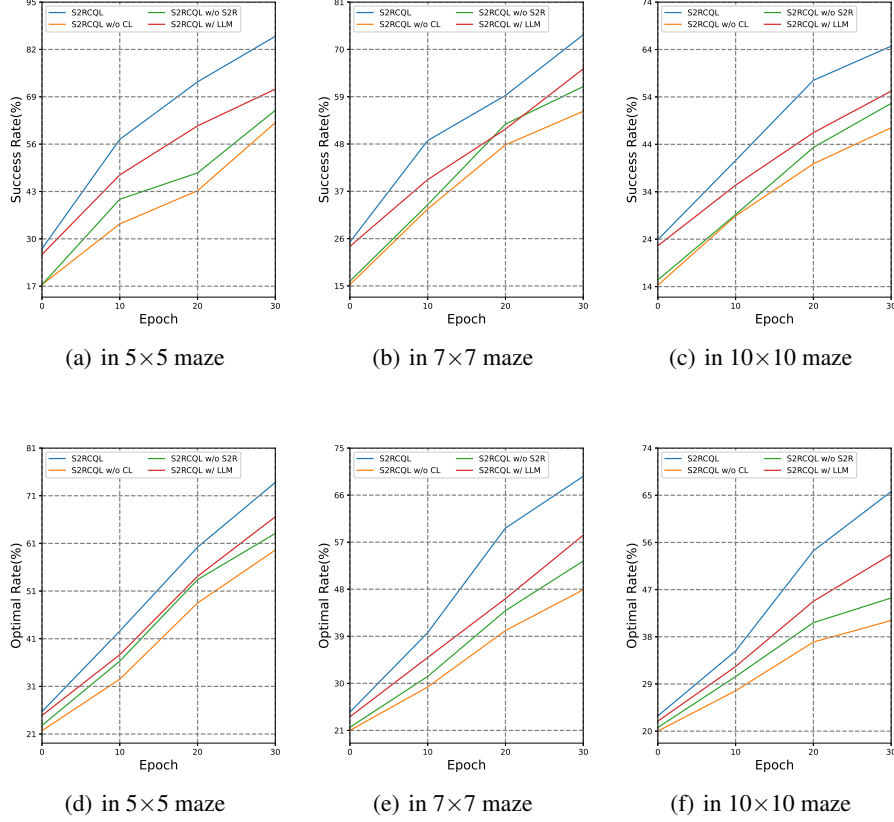 S2RCQL
S2RCQL w/o CL
S2RCQL w/o S2R
S2RCQL w/ LLM
Success Rate(%)
95
82
69
56
43
30
17
0 10 20 30
Epoch
(a) in 5×5 maze
S2RCQL
S2RCQL w/o CL
S2RCQL w/o S2R
S2RCQL w/ LLM
Success Rate(%)
81
70
59
48
37
26
15
0 10 20 30
Epoch
(b) in 7×7 maze
S2RCQL
S2RCQL w/o CL
S2RCQL w/o S2R
S2RCQL w/ LLM
Success Rate(%)
74
64
54
44
34
24
14
0 10 20 30
Epoch
(c) in 10×10 maze
S2RCQL
S2RCQL w/o CL
S2RCQL w/o S2R
S2RCQL w/ LLM
Optimal Rate(%)
81
71
61
51
41
31
21
0 10 20 30
Epoch
(d) in 5×5 maze
S2RCQL
S2RCQL w/o CL
S2RCQL w/o S2R
S2RCQL w/ LLM
Optimal Rate(%)
75
66
57
48
39
30
21
0 10 20 30
Epoch
(e) in 7×7 maze
S2RCQL
S2RCQL w/o CL
S2RCQL w/o S2R
S2RCQL w/ LLM
Optimal Rate(%)
74
65
56
47
38
29
20
0 10 20 30
Epoch
(f) in 10×10 maze